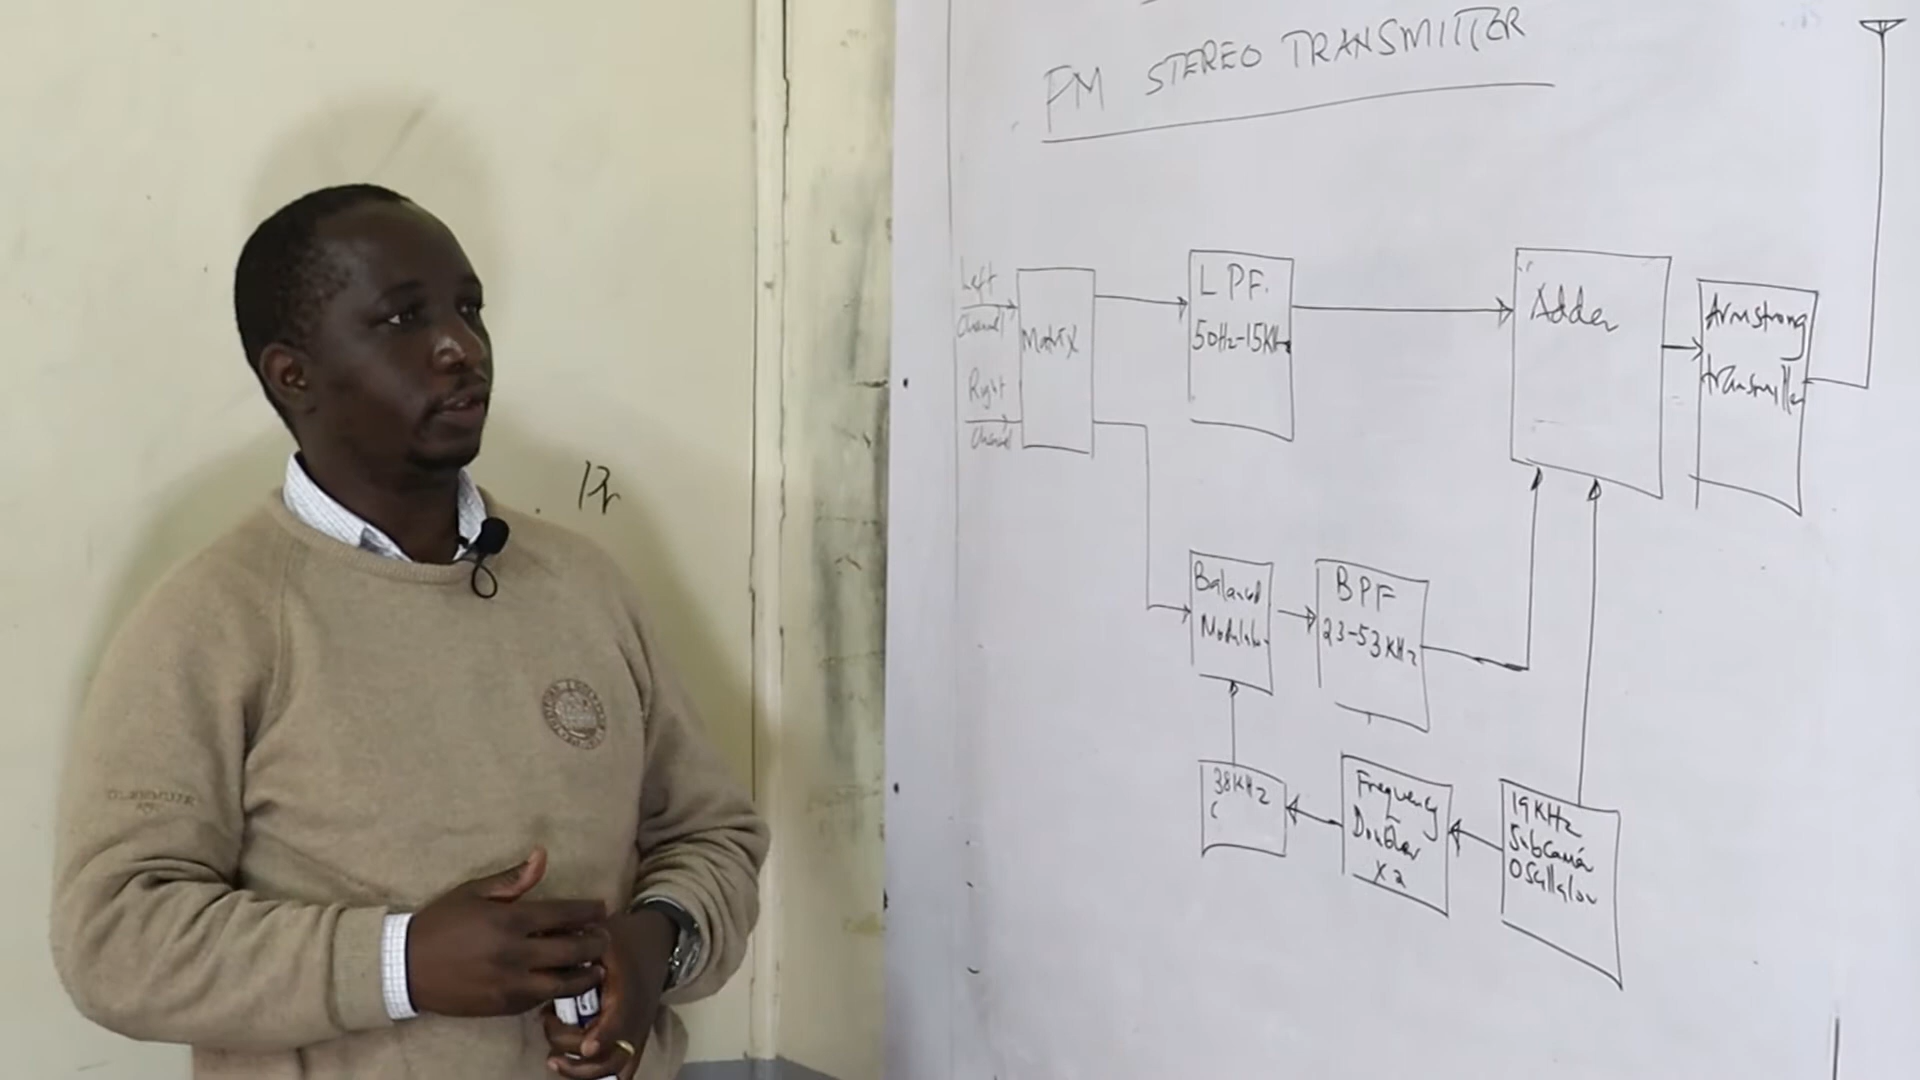 FM STEREO TRANSMITTER
Left
Channel
Right
Channel
Matrix
LPF.
50Hz-15KHz
Adder
Armstrong
transmitter
Balanced
Modulator
BPF
23-53KHz
38KHz
Frequency
Doubler
x2
19KHz
Subcarrier
Oscillator